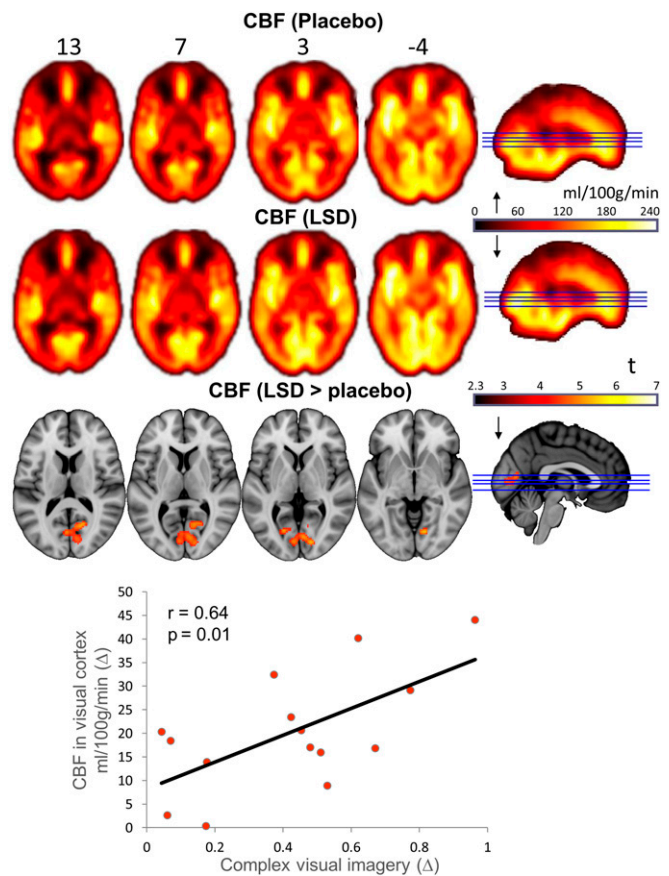 CBF (Placebo)
13 7 3 -4
ml/100g/min
0 60 120 180 240
CBF (LSD)
t
2.3 3 4 5 6 7
CBF (LSD > placebo)
r = 0.64
p = 0.01
CBF in visual cortex
ml/100g/min (Δ)
50
45
40
35
30
25
20
15
10
5
0
0 0.2 0.4 0.6 0.8 1
Complex visual imagery (Δ)